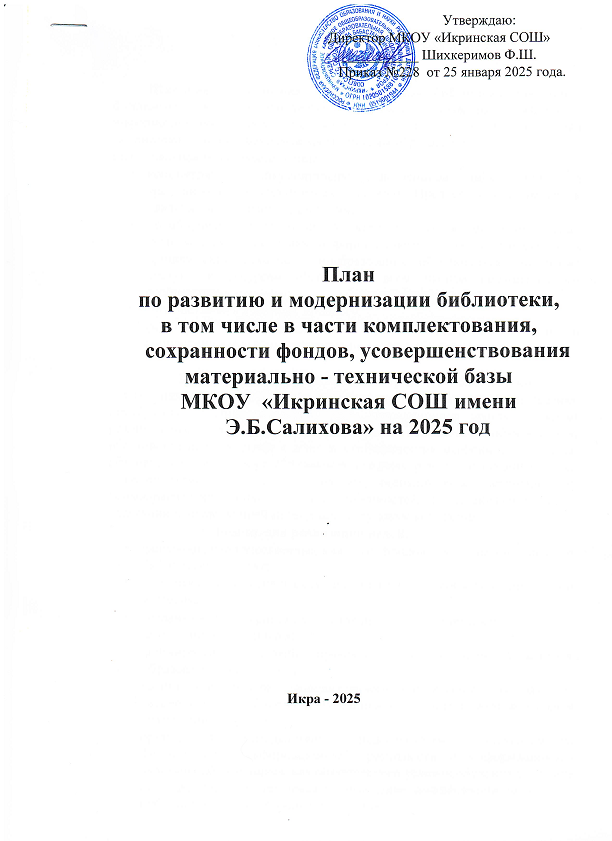 Утверждаю:
Директор МКОУ «Икринская СОШ»
Шихкеримов Ф.Ш.
Приказ №228 от 25 января 2025 года.
План
по развитию и модернизации библиотеки,
в том числе в части комплектования,
сохранности фондов, усовершенствования
материально - технической базы
МКОУ «Икринская СОШ имени
Э.Б.Салихова» на 2025 год
Икра - 2025